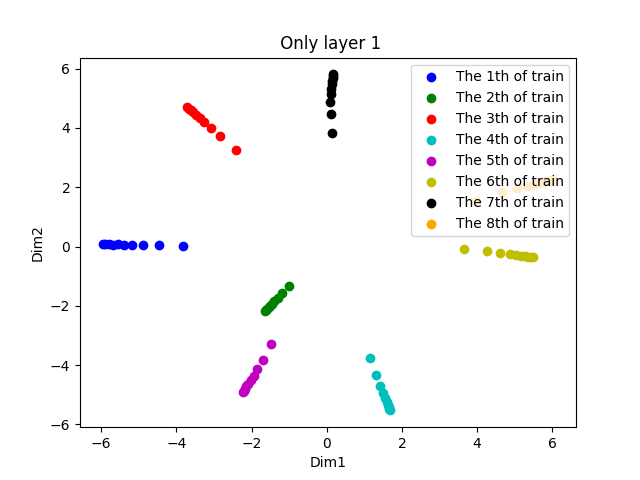 Only layer 1
The 1th of train
The 2th of train
The 3th of train
The 4th of train
The 5th of train
The 6th of train
The 7th of train
The 8th of train
6
4
2
0
−2
−4
−6
Dim2
−6
−4
−2
0
2
4
6
Dim1